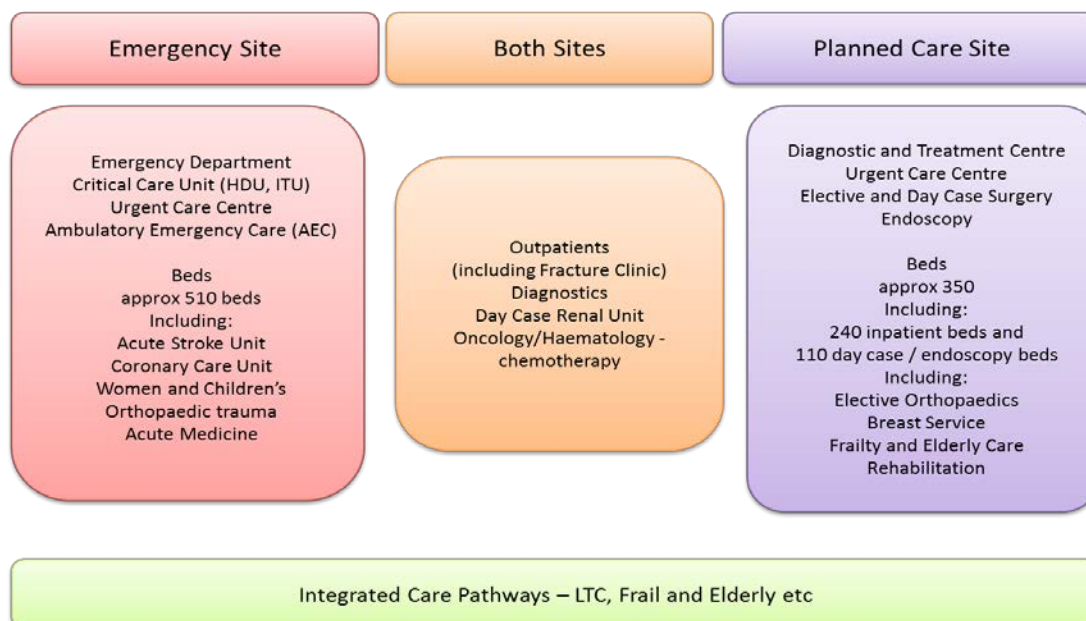 Emergency Site
Both Sites
Planned Care Site
Emergency Department
Critical Care Unit (HDU, ITU)
Urgent Care Centre
Ambulatory Emergency Care (AEC)
Beds
approx 510 beds
Including:
Acute Stroke Unit
Coronary Care Unit
Women and Children's
Orthopaedic trauma
Acute Medicine
Outpatients
(including Fracture Clinic)
Diagnostics
Day Case Renal Unit
Oncology/Haematology -
chemotherapy
Diagnostic and Treatment Centre
Urgent Care Centre
Elective and Day Case Surgery
Endoscopy
Beds
approx 350
Including:
240 inpatient beds and
110 day case / endoscopy beds
Including:
Elective Orthopaedics
Breast Service
Frailty and Elderly Care
Rehabilitation
Integrated Care Pathways – LTC, Frail and Elderly etc